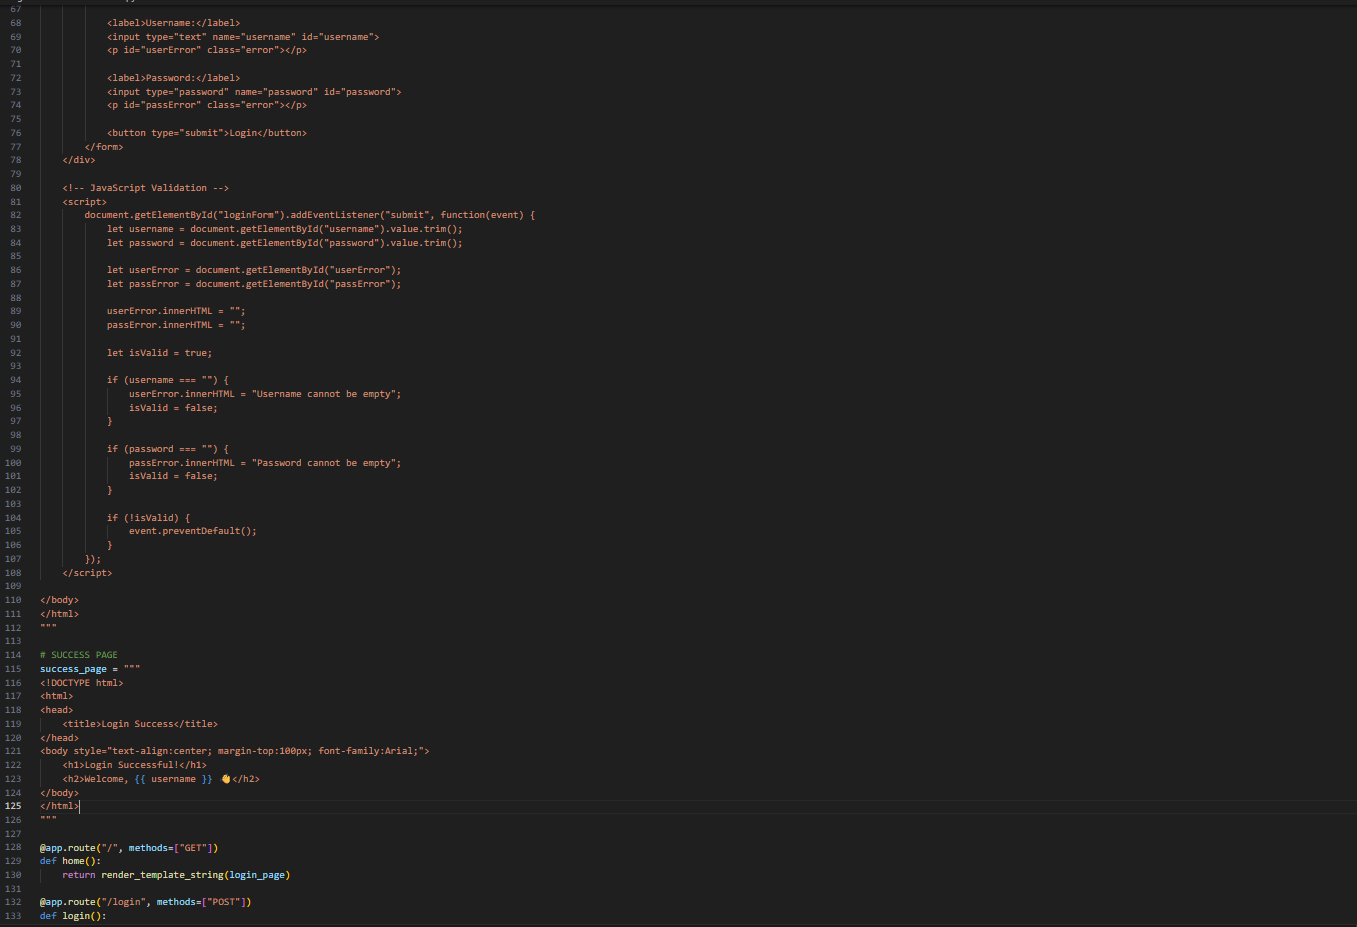 67
68 <label>Username:</label>
69 <input type="text" name="username" id="username">
70 <p id="userError" class="error"></p>
71
72 <label>Password:</label>
73 <input type="password" name="password" id="password">
74 <p id="passError" class="error"></p>
75
76 <button type="submit">Login</button>
77 </form>
78 </div>
79
80 <!-- JavaScript Validation -->
81 <script>
82 document.getElementById("loginForm").addEventListener("submit", function(event) {
83 let username = document.getElementById("username").value.trim();
84 let password = document.getElementById("password").value.trim();
85
86 let userError = document.getElementById("userError");
87 let passError = document.getElementById("passError");
88
89 userError.innerHTML = "";
90 passError.innerHTML = "";
91
92 let isValid = true;
93
94 if (username === "") {
95 userError.innerHTML = "Username cannot be empty";
96 isValid = false;
97 }
98
99 if (password === "") {
100 passError.innerHTML = "Password cannot be empty";
101 isValid = false;
102 }
103
104 if (!isValid) {
105 event.preventDefault();
106 }
107 });
108 </script>
109
110 </body>
111 </html>
112 """
113
114 # SUCCESS PAGE
115 success_page = """
116 <!DOCTYPE html>
117 <html>
118 <head>
119 <title>Login Success</title>
120 </head>
121 <body style="text-align:center; margin-top:100px; font-family:Arial;">
122 <h1>Login Successful!</h1>
123 <h2>Welcome, {{ username }} 👋</h2>
124 </body>
125 </html>
126 """
127
128 @app.route("/", methods=["GET"])
129 def home():
130 return render_template_string(login_page)
131
132 @app.route("/login", methods=["POST"])
133 def login():